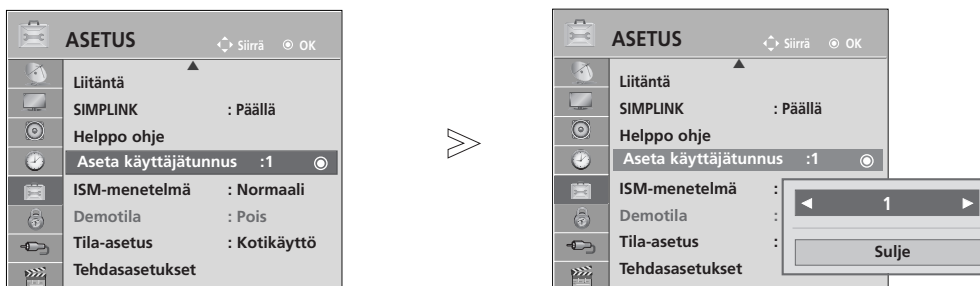 ASETUS
Siirrä
OK
Liitäntä
SIMPLINK : Päällä
Helppo ohje
Aseta käyttäjätunnus :1
ISM-menetelmä : Normaali
Demotila : Pois
Tila-asetus : Kotikäyttö
Tehdasasetukset
ASETUS
Siirrä
OK
Liitäntä
SIMPLINK : Päällä
Helppo ohje
Aseta käyttäjätunnus :1
ISM-menetelmä :
Demotila :
Tila-asetus :
Tehdasasetukset
1
Sulje